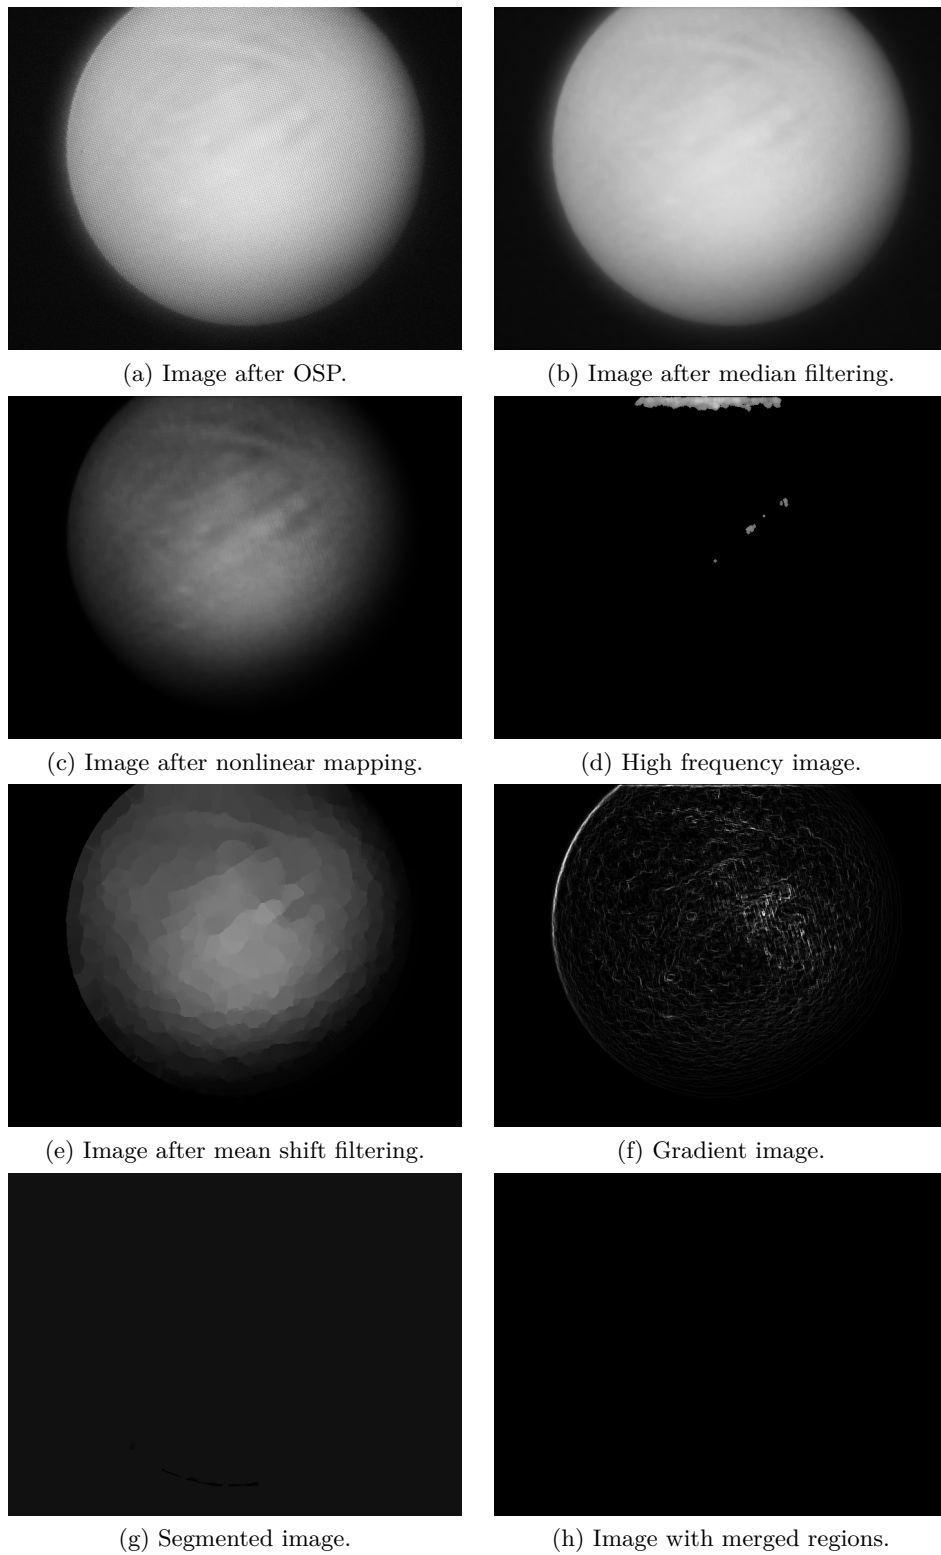 (a) Image after OSP.
(b) Image after median filtering.
(c) Image after nonlinear mapping.
(d) High frequency image.
(e) Image after mean shift filtering.
(f) Gradient image.
(g) Segmented image.
(h) Image with merged regions.